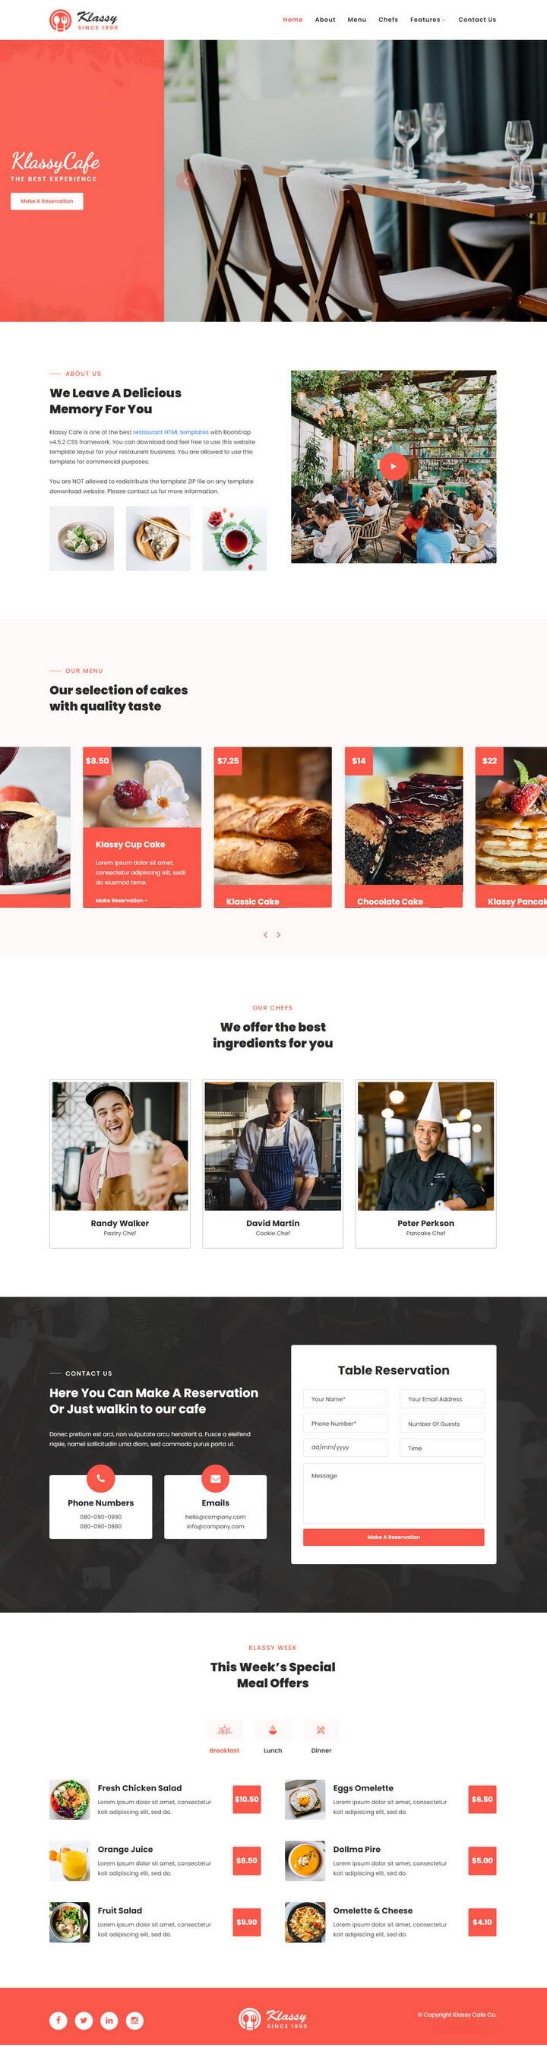 Klassy
SINCE 1999
Home About Menu Chefs Features Contact Us
KlassyCafe
THE BEST EXPERIENCE
Make A Reservation
ABOUT US
We Leave A Delicious
Memory For You
Klassy Cafe is one of the best restaurant HTML templates with Bootstrap
v4.5.2 CSS framework. You can download and feel free to use this website
template layout for your restaurant business. You are allowed to use this
template for commercial purposes.
You are NOT allowed to redistribute the template ZIP file on any template
donwnload website. Please contact us for more information.
OUR MENU
Our selection of cakes
with quality taste
$8.50
$7.25
$14
$22
Klassy Cup Cake
Lorem ipsum dolor sit amet,
consectetur adipiscing elit, sedii
do eiusmod teme.
Make Reservation
Klassic Cake
Chocolate Cake
Klassy Pancak
OUR CHEFS
We offer the best
ingredients for you
Randy Walker
Pastry Chef
David Martin
Cookie Chef
Peter Perkson
Pancake Chef
CONTACT US
Here You Can Make A Reservation
Or Just walkin to our cafe
Donec pretium est orci, non vulputate arcu hendrerit a. Fusce a eleifend
riqsie, namei sollicitudin urna diam, sed commodo purus porta ut.
Phone Numbers
080-090-0990
080-090-0880
Emails
hello@company.com
info@company.com
Table Reservation
Your Name*
Your Email Address
Phone Number*
Number Of Guests
dd/mm/yyyy
Time
Message
Make A Reservation
KLASSY WEEK
This Week's Special
Meal Offers
Breakfast
Lunch
Dinner
Fresh Chicken Salad
Lorem ipsum dolor sit amet, consectetur
koit adipiscing elit, sed do.
$10.50
Eggs Omelette
Lorem ipsum dolor sit amet, consectetur
koit adipiscing elit, sed do.
$6.50
Orange Juice
Lorem ipsum dolor sit amet, consectetur
koit adipiscing elit, sed do.
$8.50
Dollma Pire
Lorem ipsum dolor sit amet, consectetur
koit adipiscing elit, sed do.
$5.00
Fruit Salad
Lorem ipsum dolor sit amet, consectetur
koit adipiscing elit, sed do.
$9.90
Omelette & Cheese
Lorem ipsum dolor sit amet, consectetur
koit adipiscing elit, sed do.
$4.10
Klassy
SINCE 1999
© Copyright Klassy Cafe Co.